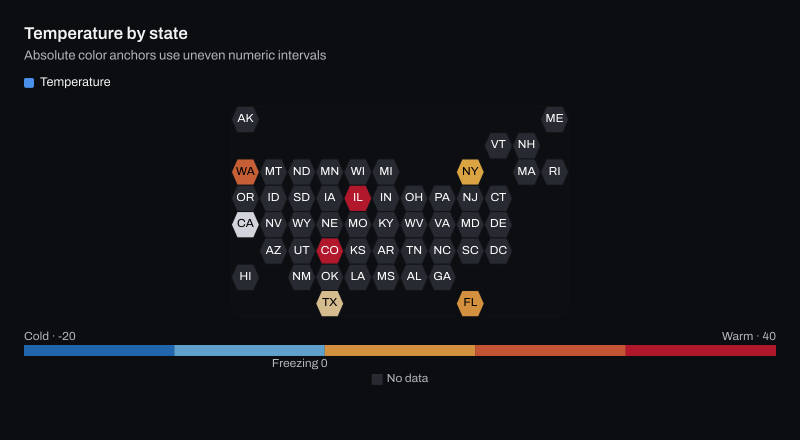 Temperature by state
Absolute color anchors use uneven numeric intervals
Temperature
AK ME
VT NH
WA MT ND MN WI MI NY MA RI
OR ID SD IA IL IN OH PA NJ CT
CA NV WY NE MO KY WV VA MD DE
AZ UT CO KS AR TN NC SC DC
HI NM OK LA MS AL GA
TX FL
Cold · -20 Warm · 40
Freezing 0
No data